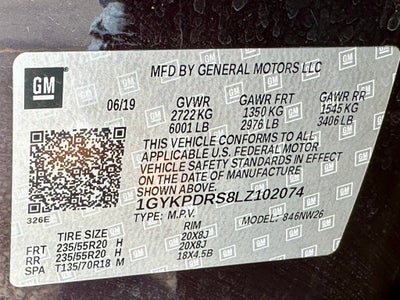 GM
MFD BY GENERAL MOTORS LLC
06/19 GVWR GAWR FRT GAWR RR
2722 KG 1350 KG 1545 KG
6001 LB 2976 LB 3406 LB
THIS VEHICLE CONFORMS TO ALL
APPLICABLE U.S. FEDERAL MOTOR
VEHICLE SAFETY STANDARDS IN EFFECT
ON THE DATE OF MANUFACTURE
SHOWN ABOVE.
1GYKPDRS8LZ102074
326E
TYPE: M.P.V. MODEL: 846NW26
TIRE SIZE RIM
FRT 235/55R20 H 20X8J
RR 235/55R20 H 20X8J
SPA T135/70R18 M 18X4.5B